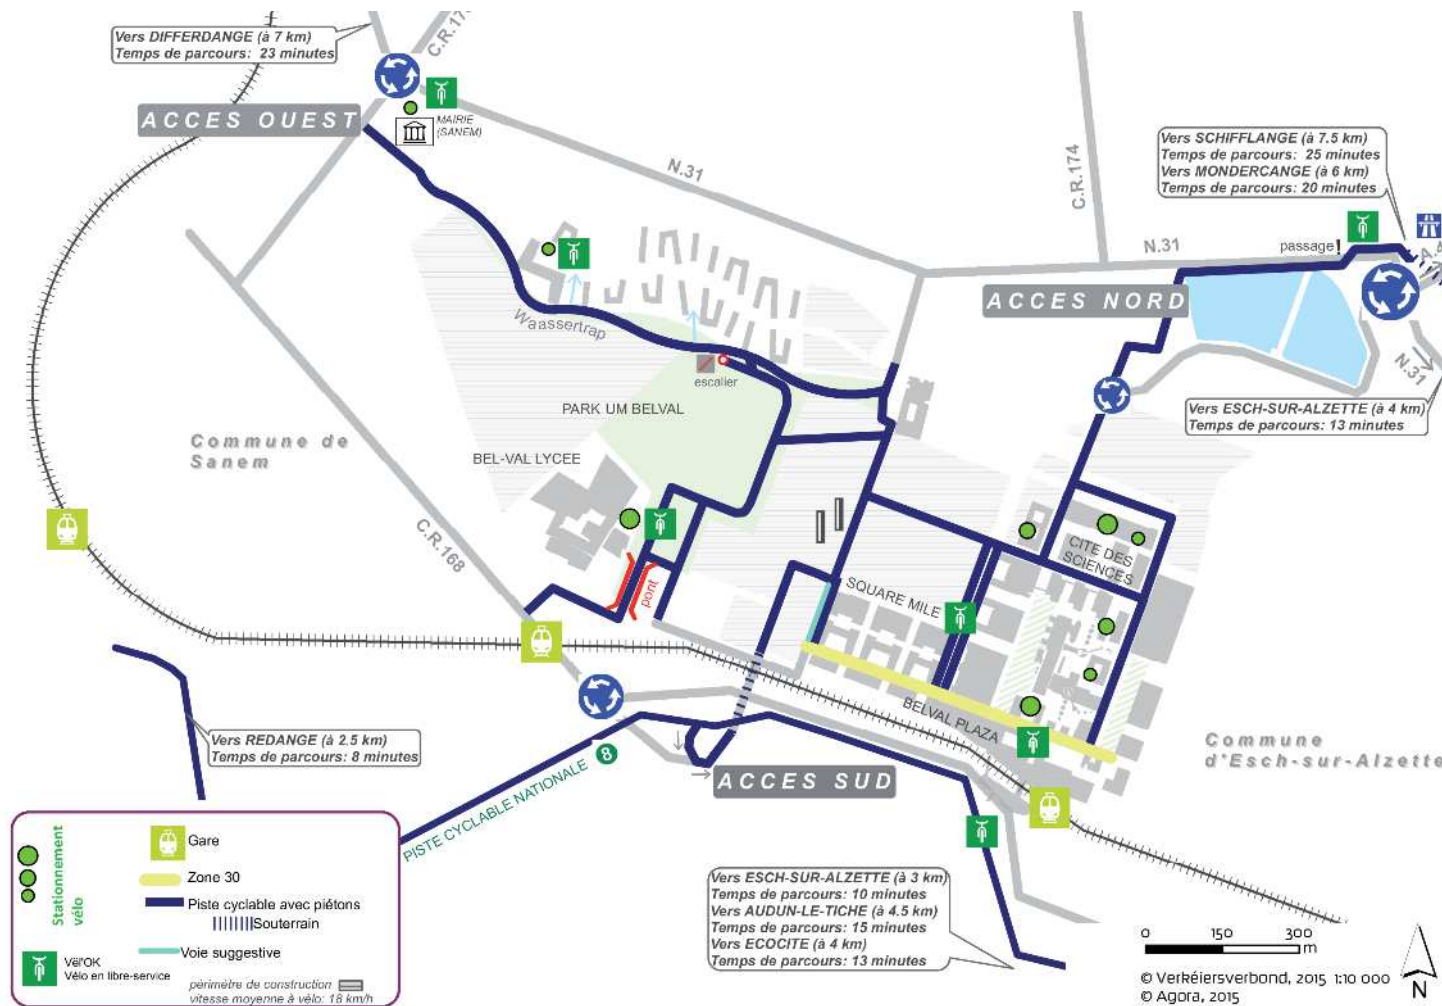 Vers DIFFERDANGE (à 7 km)
Temps de parcours: 23 minutes
C.R.17
ACCES OUEST
MAIRIE
(SANEM)
N.31
C.R.174
Vers SCHIFFLANGE (à 7.5 km)
Temps de parcours: 25 minutes
Vers MONDERCANGE (à 6 km)
Temps de parcours: 20 minutes
N.31
passage !
A.4
ACCES NORD
N.31
Waassertrap
escalier
PARK UM BELVAL
Vers ESCH-SUR-ALZETTE (à 4 km)
Temps de parcours: 13 minutes
Commune de
Sanem
BEL-VAL LYCEE
C.R.168
pont
CITE DES
SCIENCES
SQUARE MILE
BELVAL PLAZA
Vers REDANGE (à 2.5 km)
Temps de parcours: 8 minutes
Commune
d'Esch-sur-Alzette
ACCES SUD
PISTE CYCLABLE NATIONALE 8
Stationnement
vélo
Gare
Zone 30
Piste cyclable avec piétons
Souterrain
Voie suggestive
Vël'OK
Vélo en libre-service
périmètre de construction
vitesse moyenne à vélo: 18 km/h
Vers ESCH-SUR-ALZETTE (à 3 km)
Temps de parcours: 10 minutes
Vers AUDUN-LE-TICHE (à 4.5 km)
Temps de parcours: 15 minutes
Vers ECOCITE (à 4 km)
Temps de parcours: 13 minutes
0 150 300
m
© Verkéiersverbond, 2015 1:10 000
© Agora, 2015
N